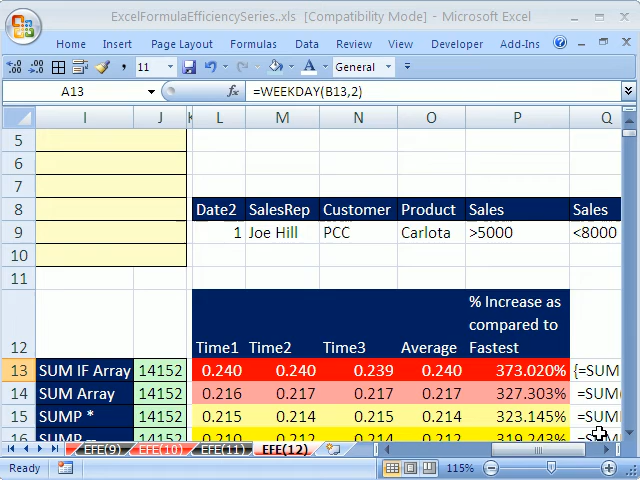 ExcelFormulaEfficiencySeries.xls [Compatibility Mode] - Microsoft Excel
Home Insert Page Layout Formulas Data Review View Developer Add-Ins
11 General
A13 fx =WEEKDAY(B13,2)
I J K L M N O P Q
5
6
7
8 Date2 SalesRep Customer Product Sales Sales
9 1 Joe Hill PCC Carlota >5000 <8000
10
11
% Increase as
compared to
12 Time1 Time2 Time3 Average Fastest
13 SUM IF Array 14152 0.240 0.240 0.239 0.240 373.020% {=SUM
14 SUM Array 14152 0.216 0.217 0.217 0.217 327.303% =SUM
15 SUMP * 14152 0.215 0.214 0.215 0.214 323.145% =SUM
16 SUMP -- 14152 0.210 0.212 0.214 0.212 319.243% =SUM
EFE(9) EFE(10) EFE(11) EFE(12)
Ready 115%